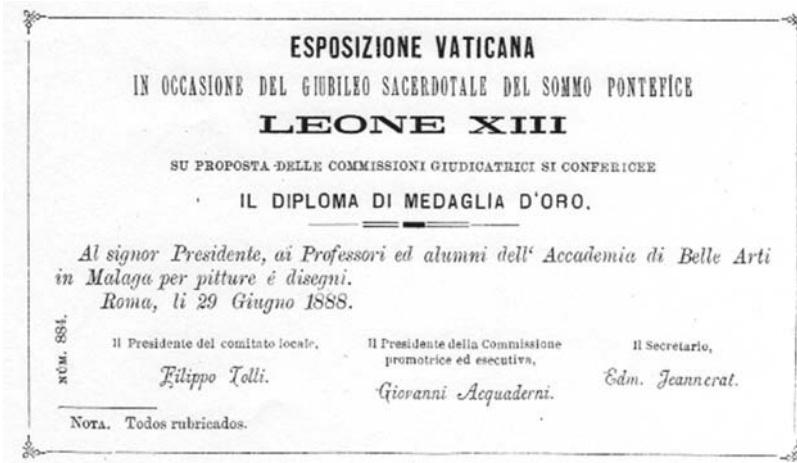 ESPOSIZIONE VATICANA
IN OCCASIONE DEL GIUBILEO SACERDOTALE DEL SOMMO PONTEFÍCE
LEONE XIII
SU PROPOSTA DELLE COMMISSIONI GIUDICATRICI SI CONFERICEE
IL DIPLOMA DI MEDAGLIA D'ORO.
Al signor Presidente, ai Professori ed alumni dell' Accademia di Belle Arti
in Malaga per pitture é disegni.
Roma, li 29 Giugno 1888.
NÚM. 884.
Il Presidente del comitato locale,
Filippo Tolli.
Il Presidente della Commissione
promotrice ed esecutiva,
Giovanni Acquaderni.
Il Secretario,
Edm. Jeannerat.
NOTA. Todos rubricados.